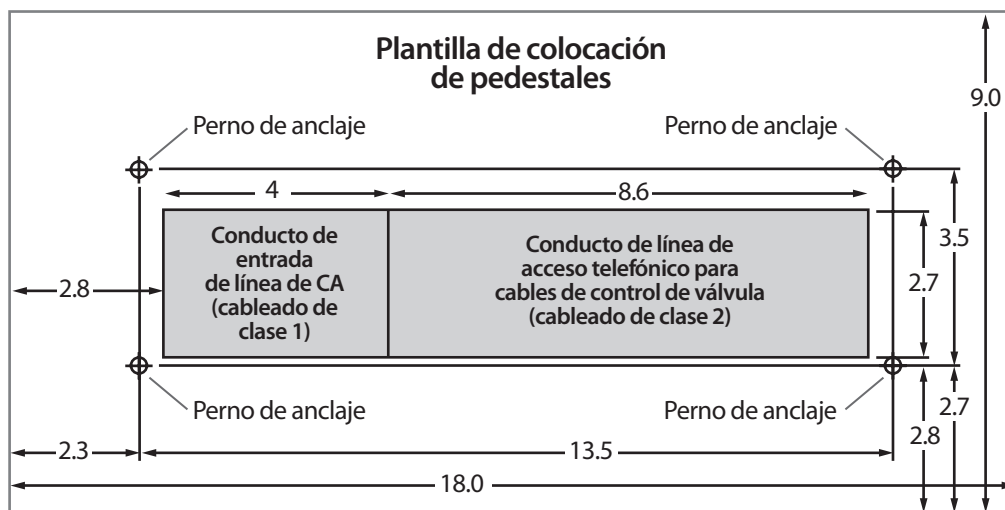 Plantilla de colocación
de pedestales
9.0
Perno de anclaje
Perno de anclaje
4
8.6
3.5
Conducto de
entrada
de línea de CA
(cableado de
clase 1)
Conducto de línea de
acceso telefónico para
cables de control de válvula
(cableado de clase 2)
2.8
2.7
Perno de anclaje
Perno de anclaje
2.7
2.8
2.3
13.5
18.0